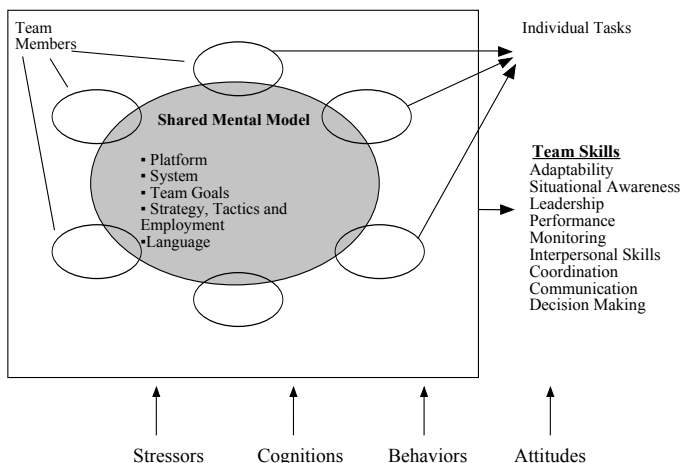 Team
Members
Individual Tasks
Shared Mental Model
▪ Platform
▪ System
▪ Team Goals
▪ Strategy, Tactics and
Employment
▪Language
Team Skills
Adaptability
Situational Awareness
Leadership
Performance
Monitoring
Interpersonal Skills
Coordination
Communication
Decision Making
Stressors
Cognitions
Behaviors
Attitudes